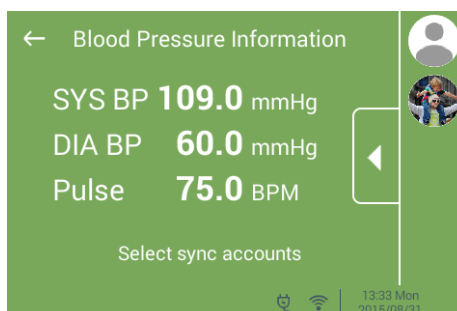 Blood Pressure Information
SYS BP 109.0 mmHg
DIA BP 60.0 mmHg
Pulse 75.0 BPM
Select sync accounts
13:33 Mon
2015/08/31